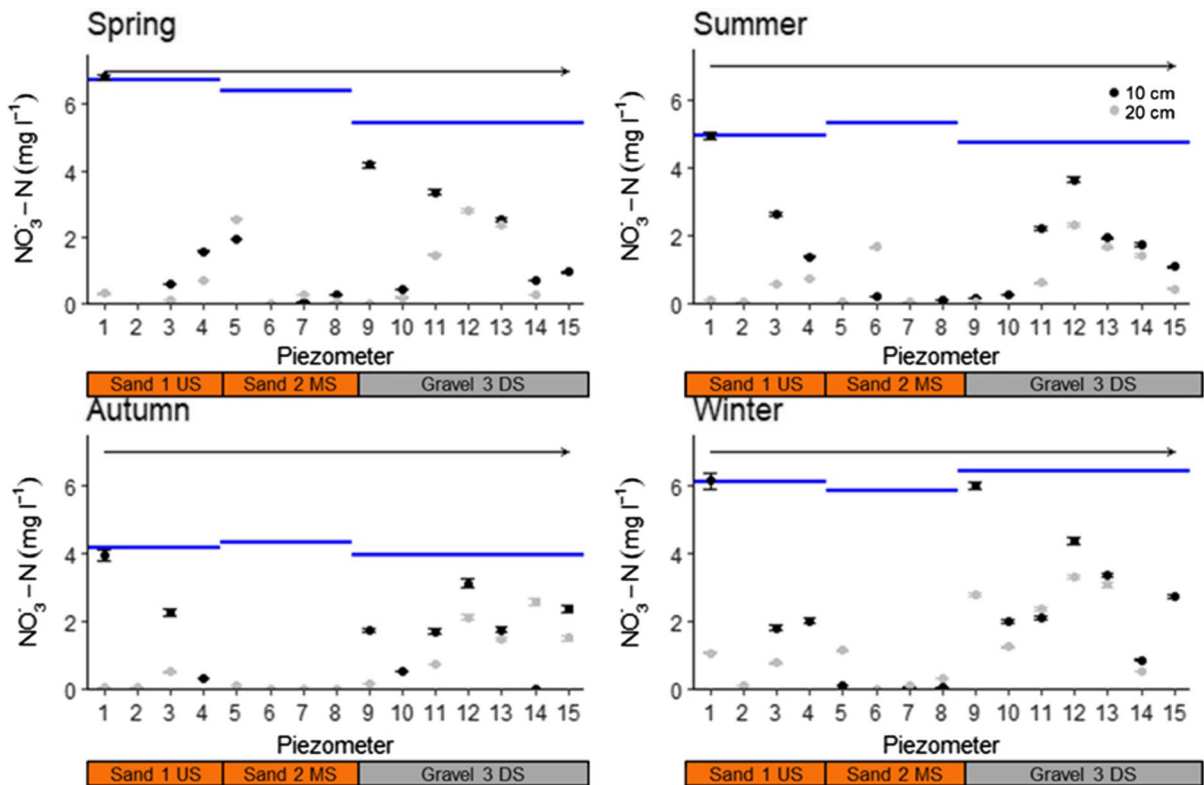 Spring
NO₃⁻ – N (mg l⁻¹)
6
4
2
0
1 2 3 4 5 6 7 8 9 10 11 12 13 14 15
Piezometer
Sand 1 US Sand 2 MS Gravel 3 DS
Summer
10 cm
20 cm
NO₃⁻ – N (mg l⁻¹)
6
4
2
0
1 2 3 4 5 6 7 8 9 10 11 12 13 14 15
Piezometer
Sand 1 US Sand 2 MS Gravel 3 DS
Autumn
NO₃⁻ – N (mg l⁻¹)
6
4
2
0
1 2 3 4 5 6 7 8 9 10 11 12 13 14 15
Piezometer
Sand 1 US Sand 2 MS Gravel 3 DS
Winter
NO₃⁻ – N (mg l⁻¹)
6
4
2
0
1 2 3 4 5 6 7 8 9 10 11 12 13 14 15
Piezometer
Sand 1 US Sand 2 MS Gravel 3 DS